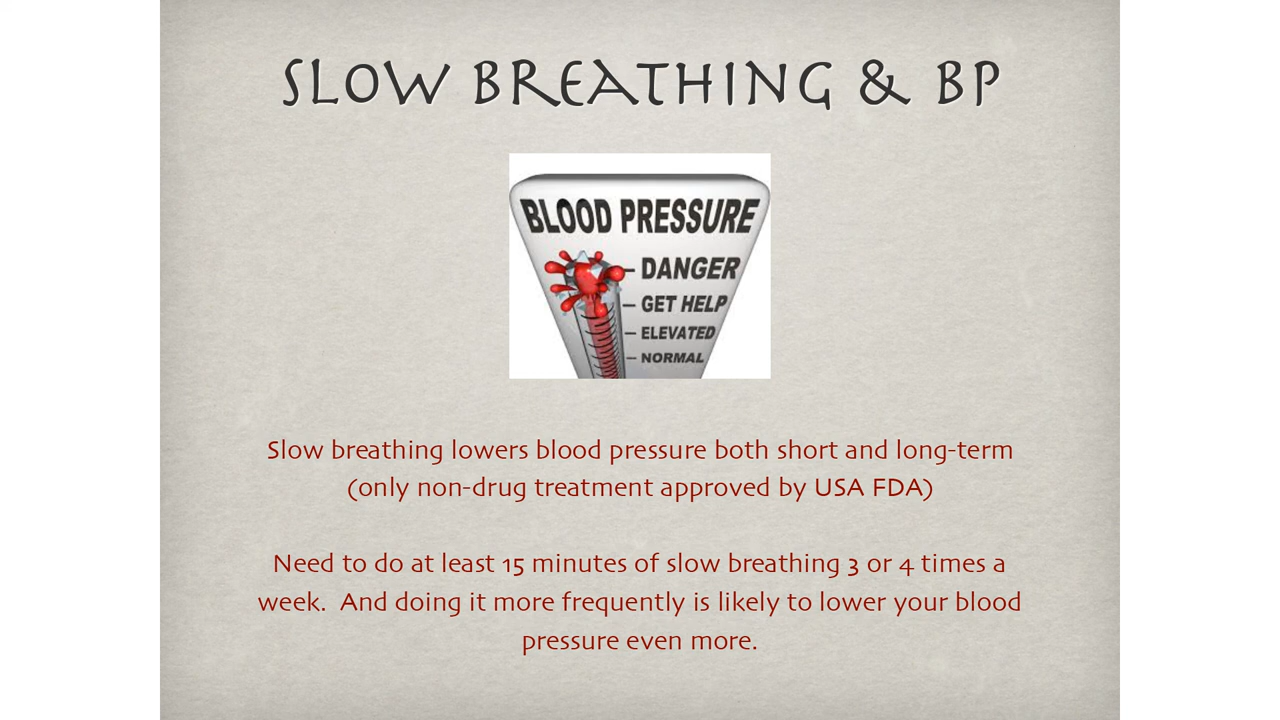 SLOW BREATHING & BP
BLOOD PRESSURE
DANGER
GET HELP
ELEVATED
NORMAL
Slow breathing lowers blood pressure both short and long-term
(only non-drug treatment approved by USA FDA)
Need to do at least 15 minutes of slow breathing 3 or 4 times a
week.  And doing it more frequently is likely to lower your blood
pressure even more.